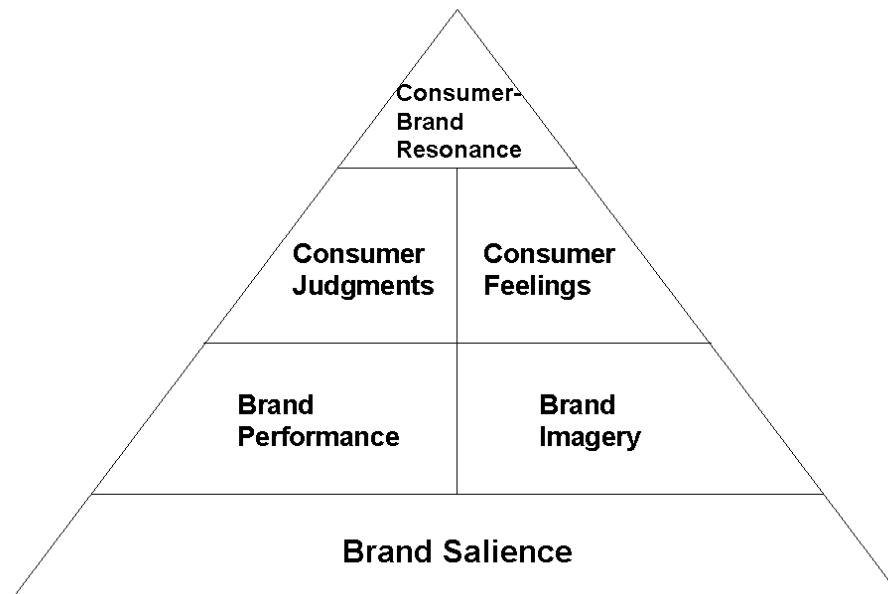 Consumer-
Brand
Resonance
Consumer
Judgments
Consumer
Feelings
Brand
Performance
Brand
Imagery
Brand Salience